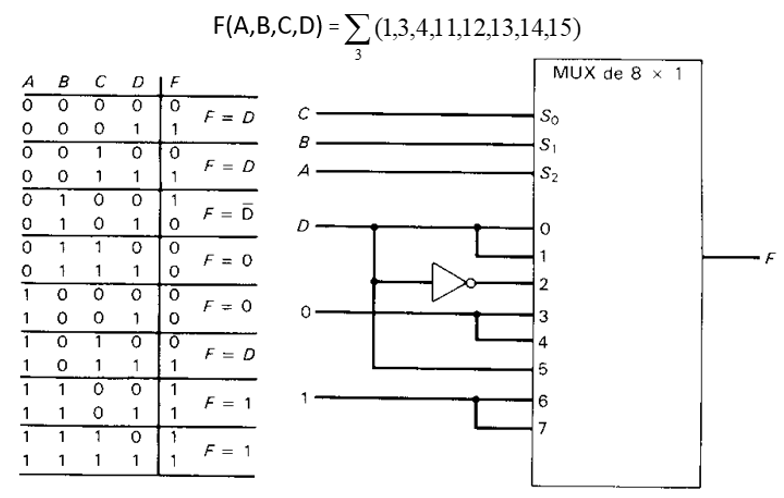 F(A,B,C,D) = ∑ (1,3,4,11,12,13,14,15)
3
A B C D F
0 0 0 0 0
F = D
0 0 0 1 1
0 0 1 0 0
F = D
0 0 1 1 1
0 1 0 0 1
F = D̄
0 1 0 1 0
0 1 1 0 0
F = 0
0 1 1 1 0
1 0 0 0 0
F = 0
1 0 0 1 0
1 0 1 0 0
F = D
1 0 1 1 1
1 1 0 0 1
F = 1
1 1 0 1 1
1 1 1 0 1
F = 1
1 1 1 1 1
MUX de 8 × 1
C S₀
B S₁
A S₂
D 0
1
2
0 3
4
5
1 6
7
F